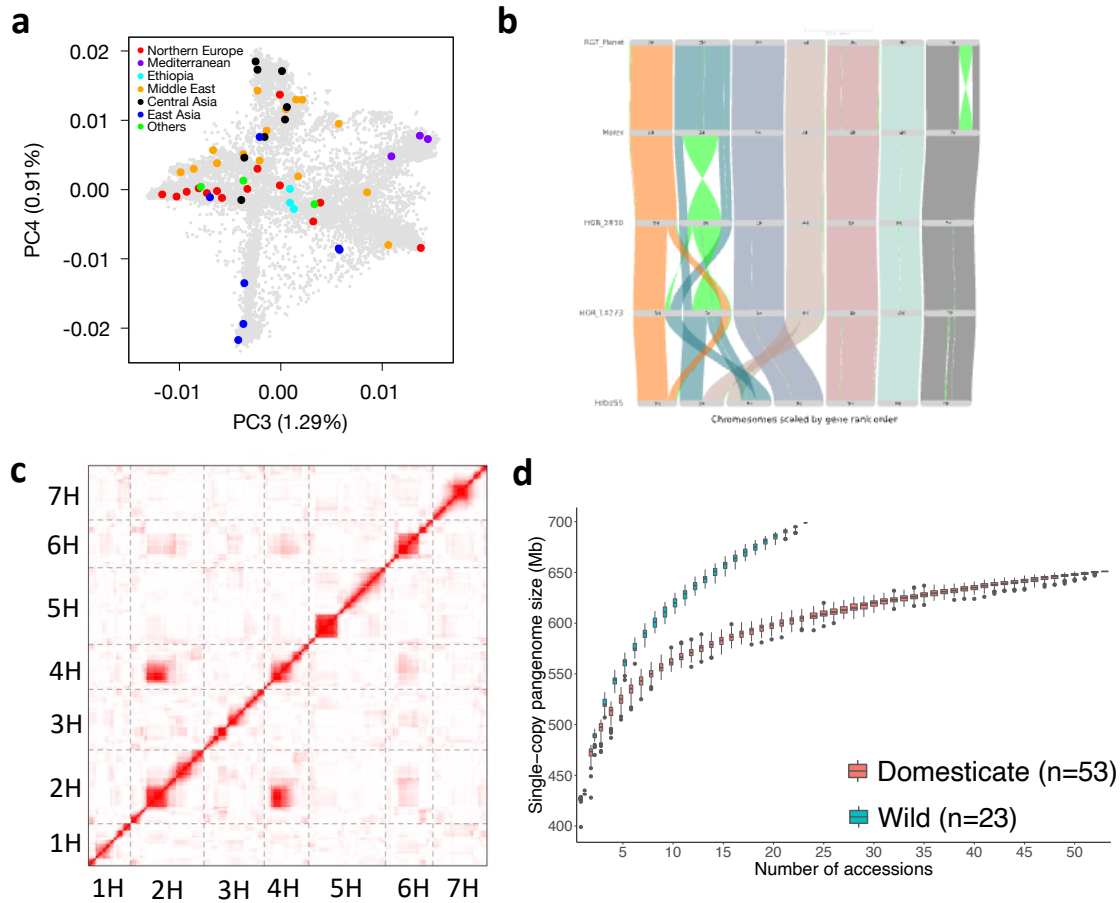 a
0.02
0.01
0.00
-0.01
-0.02
PC4 (0.91%)
Northern Europe
Mediterranean
Ethiopia
Middle East
Central Asia
East Asia
Others
-0.01
0.00
0.01
PC3 (1.29%)
b
RGT_Planet
Morex
Chromosomes scaled by gene rank order
c
7H
6H
5H
4H
3H
2H
1H
1H 2H 3H 4H 5H 6H 7H
d
Single−copy pangenome size (Mb)
700
650
600
550
500
450
400
Domesticate (n=53)
Wild (n=23)
5 10 15 20 25 30 35 40 45 50
Number of accessions